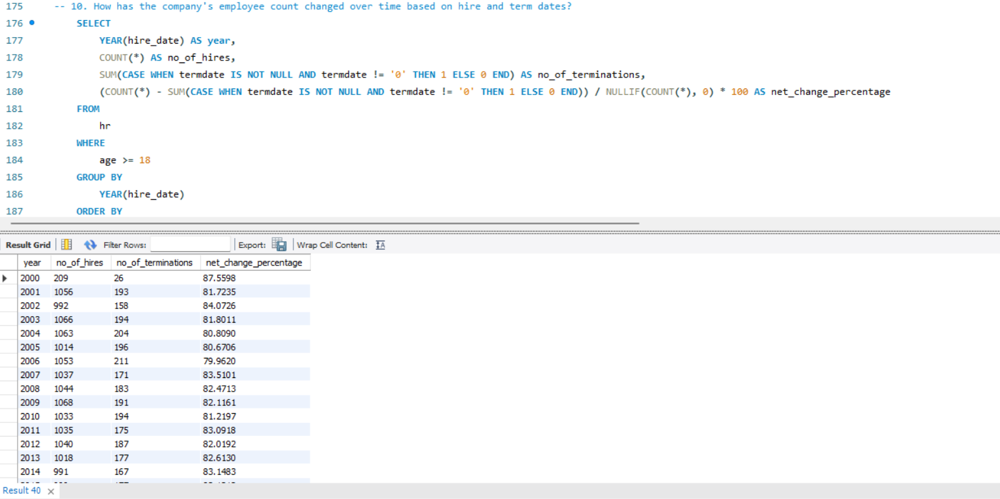 175 -- 10. How has the company's employee count changed over time based on hire and term dates?
176 SELECT
177 YEAR(hire_date) AS year,
178 COUNT(*) AS no_of_hires,
179 SUM(CASE WHEN termdate IS NOT NULL AND termdate != '0' THEN 1 ELSE 0 END) AS no_of_terminations,
180 (COUNT(*) - SUM(CASE WHEN termdate IS NOT NULL AND termdate != '0' THEN 1 ELSE 0 END)) / NULLIF(COUNT(*), 0) * 100 AS net_change_percentage
181 FROM
182 hr
183 WHERE
184 age >= 18
185 GROUP BY
186 YEAR(hire_date)
187 ORDER BY
Result Grid Filter Rows: Export: Wrap Cell Content: IA
year no_of_hires no_of_terminations net_change_percentage
2000 209 26 87.5598
2001 1056 193 81.7235
2002 992 158 84.0726
2003 1066 194 81.8011
2004 1063 204 80.8090
2005 1014 196 80.6706
2006 1053 211 79.9620
2007 1037 171 83.5101
2008 1044 183 82.4713
2009 1068 191 82.1161
2010 1033 194 81.2197
2011 1035 175 83.0918
2012 1040 187 82.0192
2013 1018 177 82.6130
2014 991 167 83.1483
Result 40